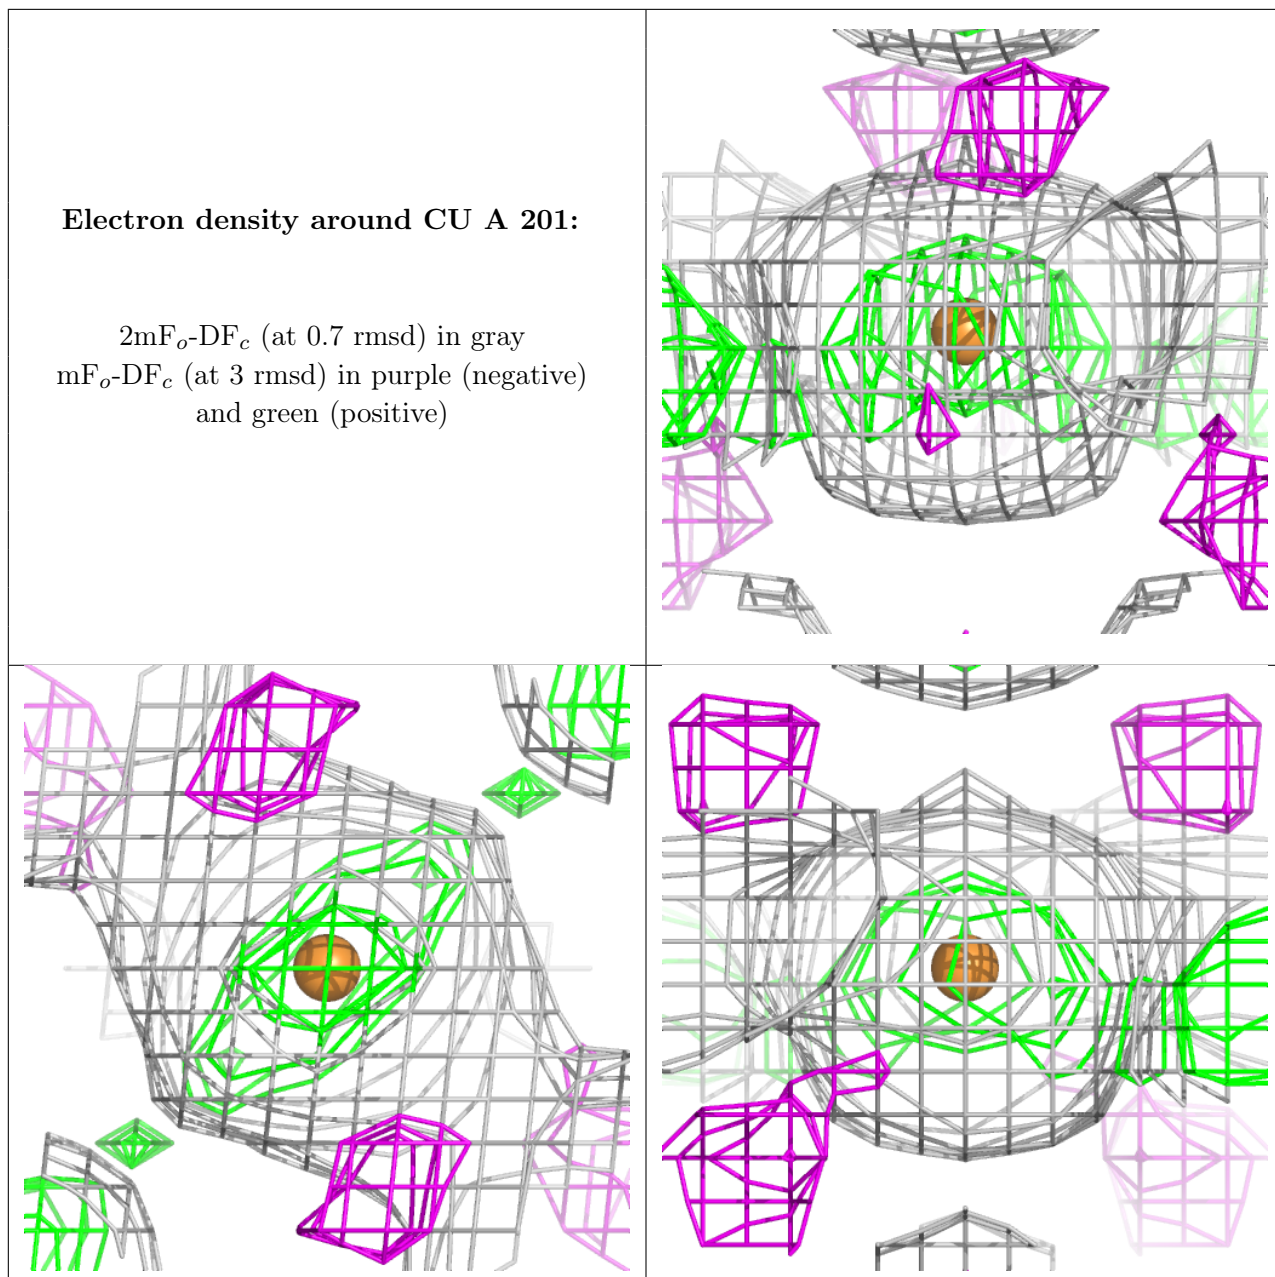 Electron density around CU A 201:
2mFₒ-DF𝒸 (at 0.7 rmsd) in gray
mFₒ-DF𝒸 (at 3 rmsd) in purple (negative)
and green (positive)